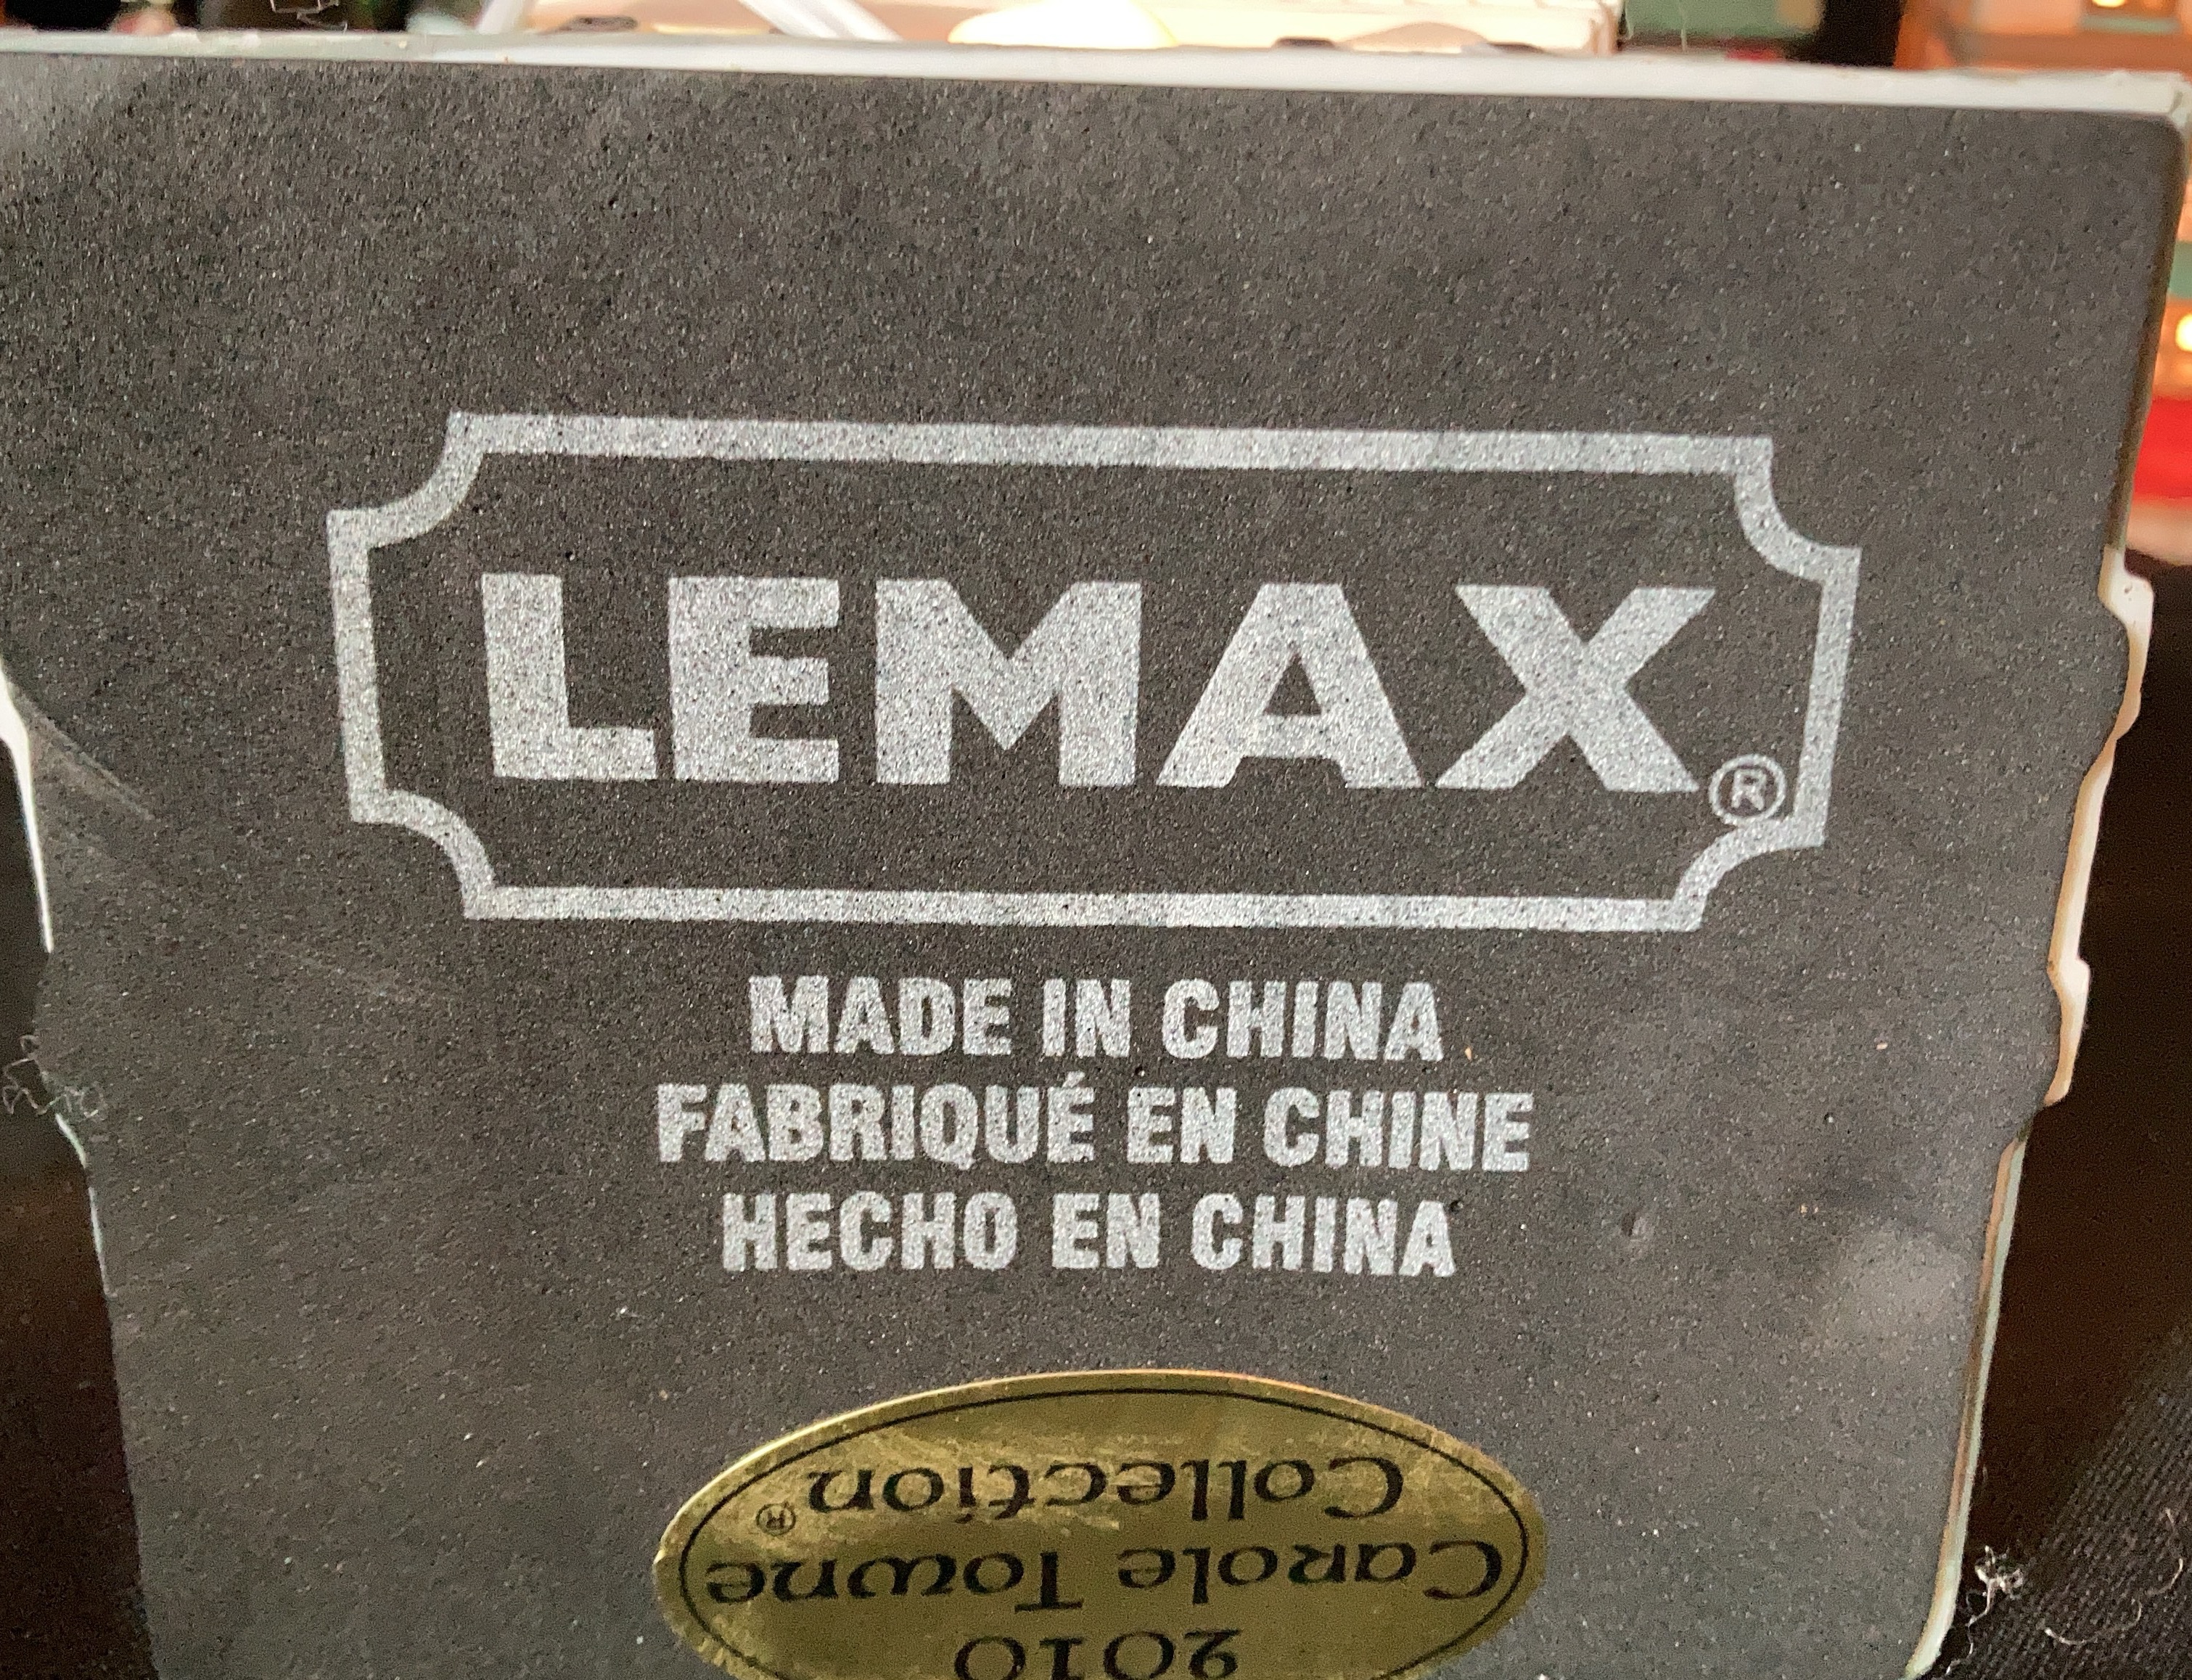 LEMAX®
MADE IN CHINA
FABRIQUÉ EN CHINE
HECHO EN CHINA
2010
Carole Towne
Collection®